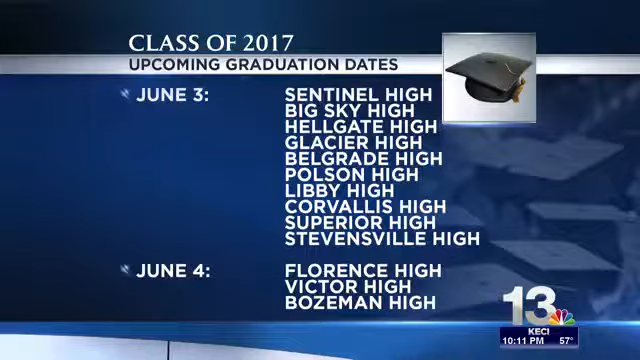 CLASS OF 2017
UPCOMING GRADUATION DATES
JUNE 3: SENTINEL HIGH
BIG SKY HIGH
HELLGATE HIGH
GLACIER HIGH
BELGRADE HIGH
POLSON HIGH
LIBBY HIGH
CORVALLIS HIGH
SUPERIOR HIGH
STEVENSVILLE HIGH
JUNE 4: FLORENCE HIGH
VICTOR HIGH
BOZEMAN HIGH
13
KECI
10:11 PM 57°